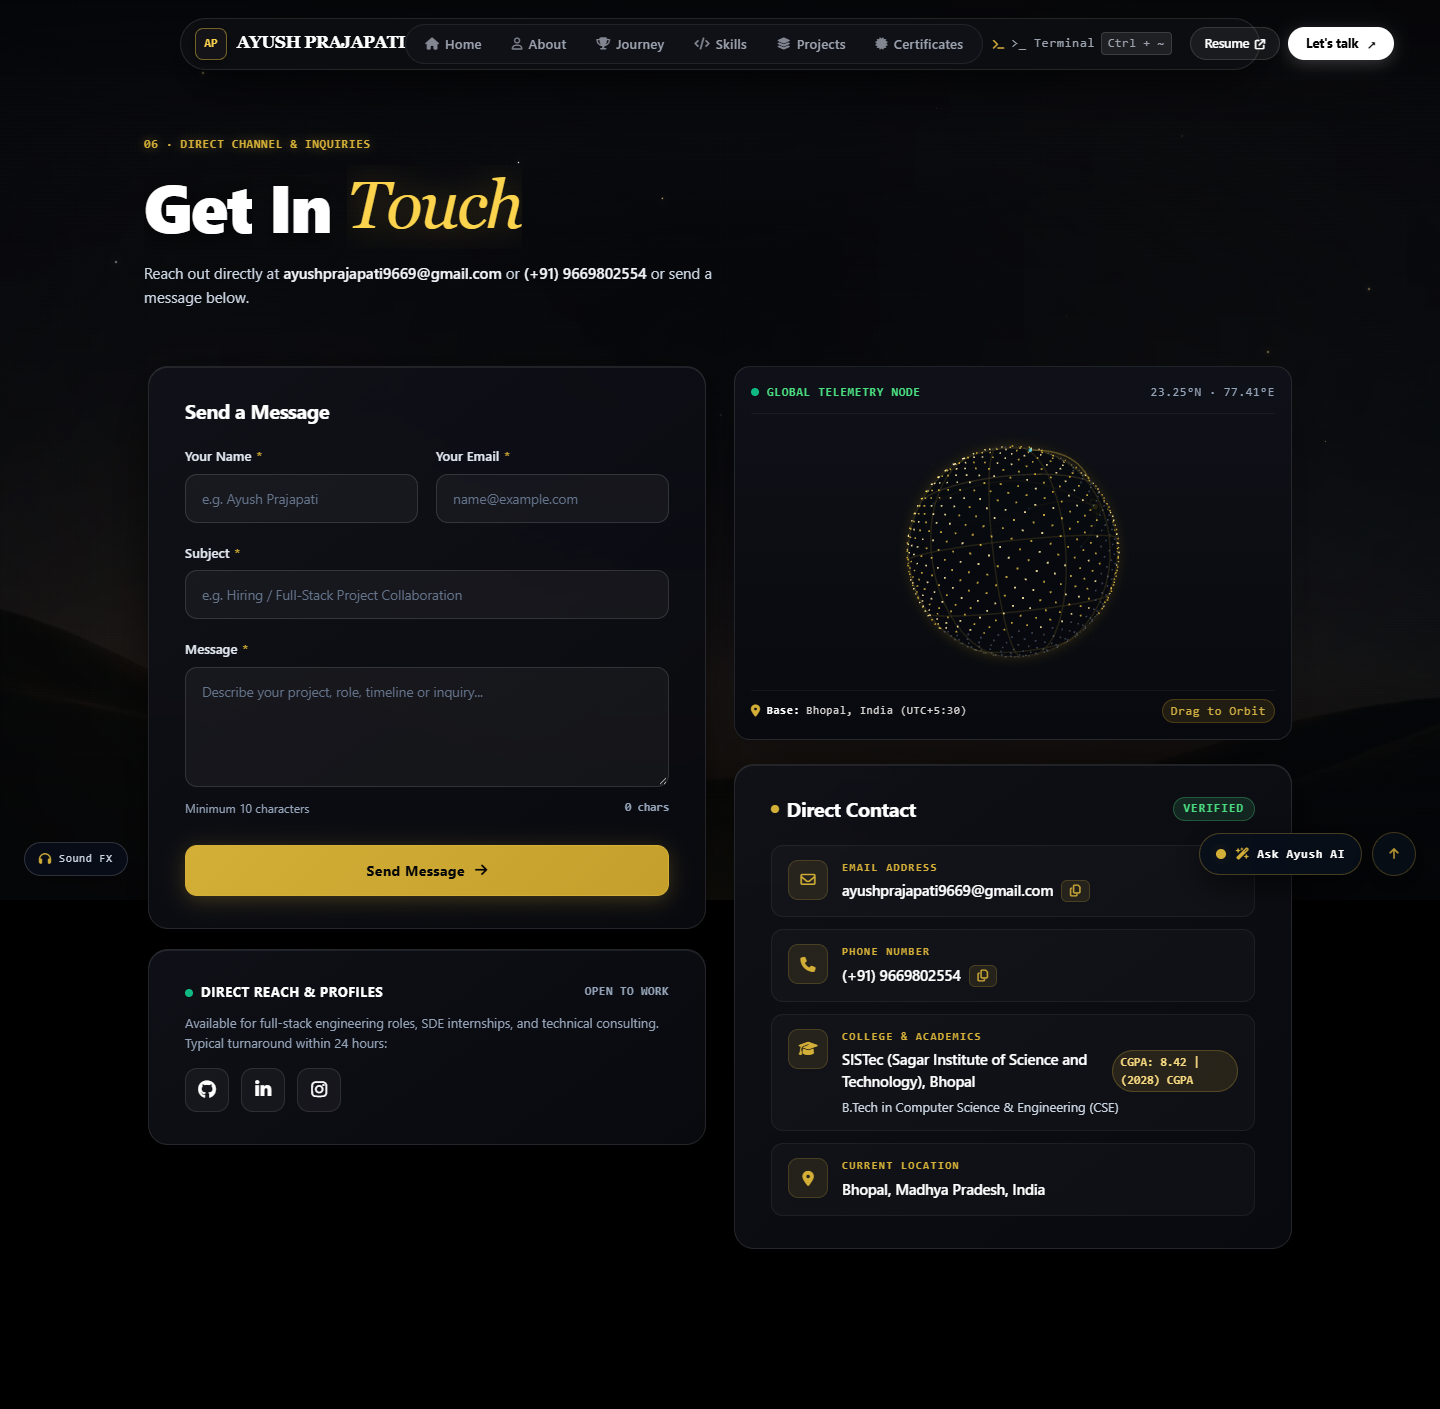 AP AYUSH PRAJAPATI Home About Journey Skills Projects Certificates >_ Terminal Ctrl + ~ Resume Let's talk ↗
06 · DIRECT CHANNEL & INQUIRIES
Get In Touch
Reach out directly at ayushprajapati9669@gmail.com or (+91) 9669802554 or send a
message below.
Send a Message
Your Name *
Your Email *
e.g. Ayush Prajapati
name@example.com
Subject *
e.g. Hiring / Full-Stack Project Collaboration
Message *
Describe your project, role, timeline or inquiry...
Minimum 10 characters
0 chars
Send Message →
DIRECT REACH & PROFILES
OPEN TO WORK
Available for full-stack engineering roles, SDE internships, and technical consulting.
Typical turnaround within 24 hours:
GLOBAL TELEMETRY NODE
23.25°N · 77.41°E
Base: Bhopal, India (UTC+5:30)
Drag to Orbit
Direct Contact
VERIFIED
EMAIL ADDRESS
ayushprajapati9669@gmail.com
PHONE NUMBER
(+91) 9669802554
COLLEGE & ACADEMICS
SISTec (Sagar Institute of Science and
Technology), Bhopal
CGPA: 8.42 |
(2028) CGPA
B.Tech in Computer Science & Engineering (CSE)
CURRENT LOCATION
Bhopal, Madhya Pradesh, India
Sound FX
Ask Ayush AI